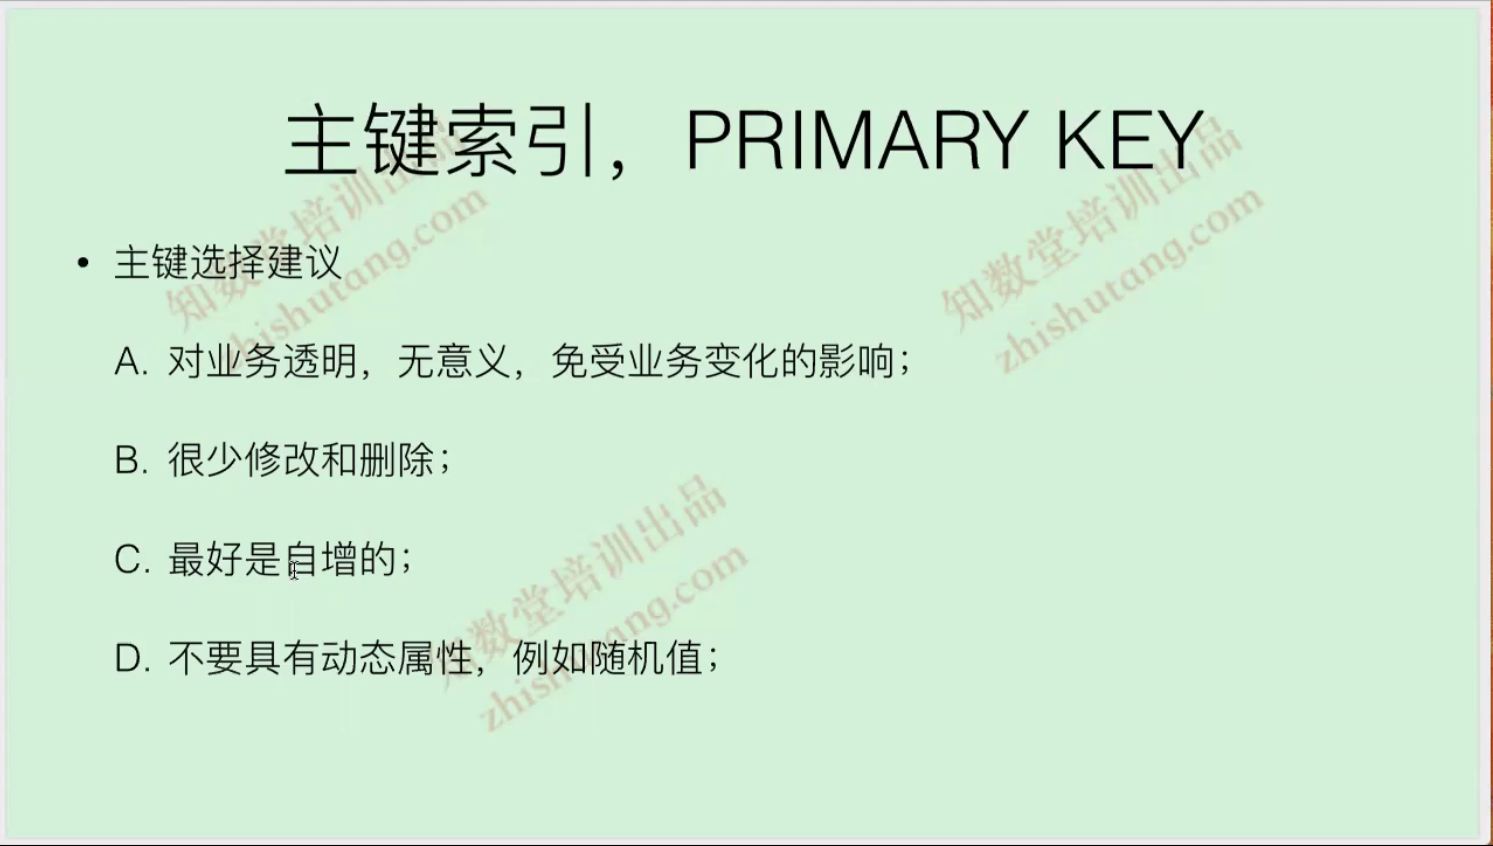 主键索引，PRIMARY KEY
• 主键选择建议
A. 对业务透明，无意义，免受业务变化的影响；
B. 很少修改和删除；
C. 最好是自增的；
D. 不要具有动态属性，例如随机值；
知数堂培训出品
zhishutang.com
知数堂培训出品
zhishutang.com
知数堂培训出品
zhishutang.com